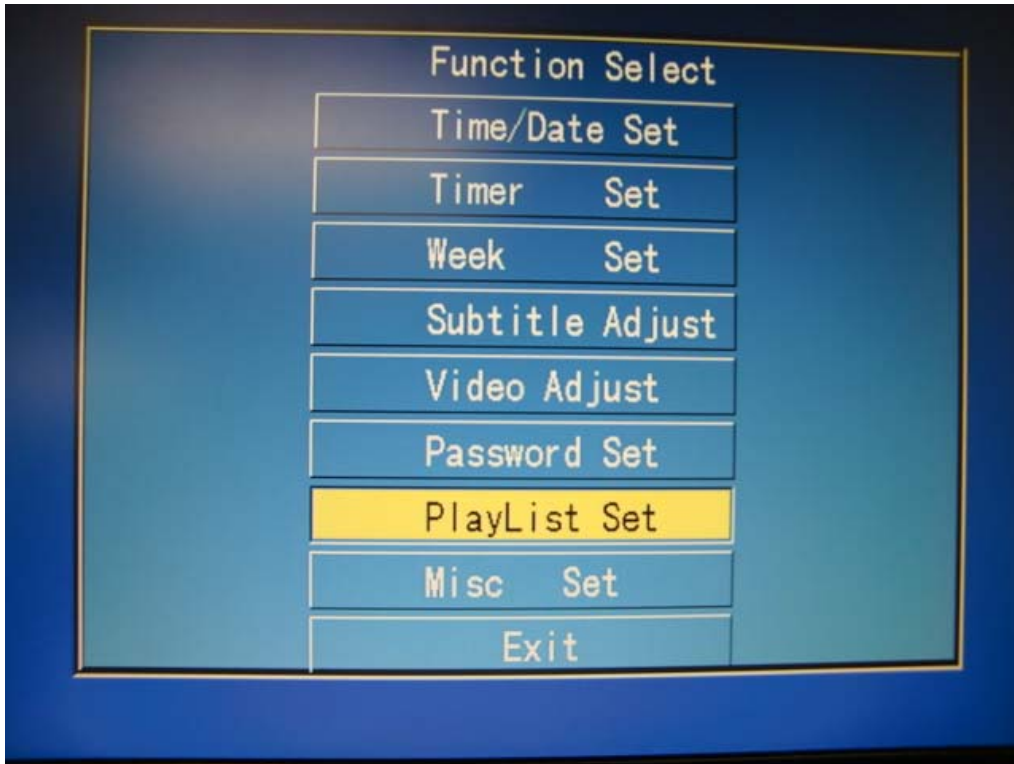 Function Select
Time/Date Set
Timer Set
Week Set
Subtitle Adjust
Video Adjust
Password Set
PlayList Set
Misc Set
Exit